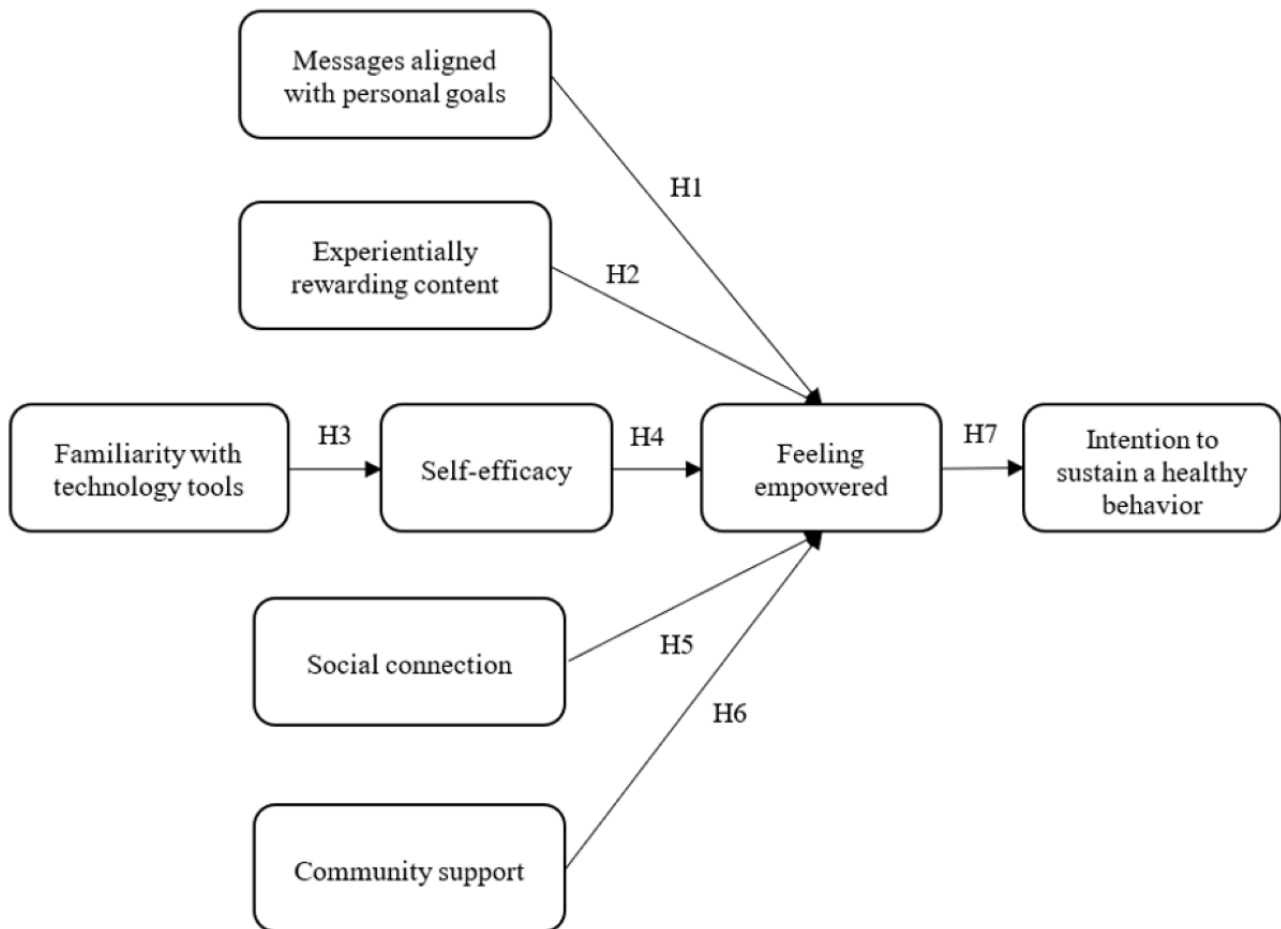 Messages aligned
with personal goals
H1
Experientially
rewarding content
H2
Familiarity with
technology tools
H3
Self-efficacy
H4
Feeling
empowered
H7
Intention to
sustain a healthy
behavior
Social connection
H5
H6
Community support